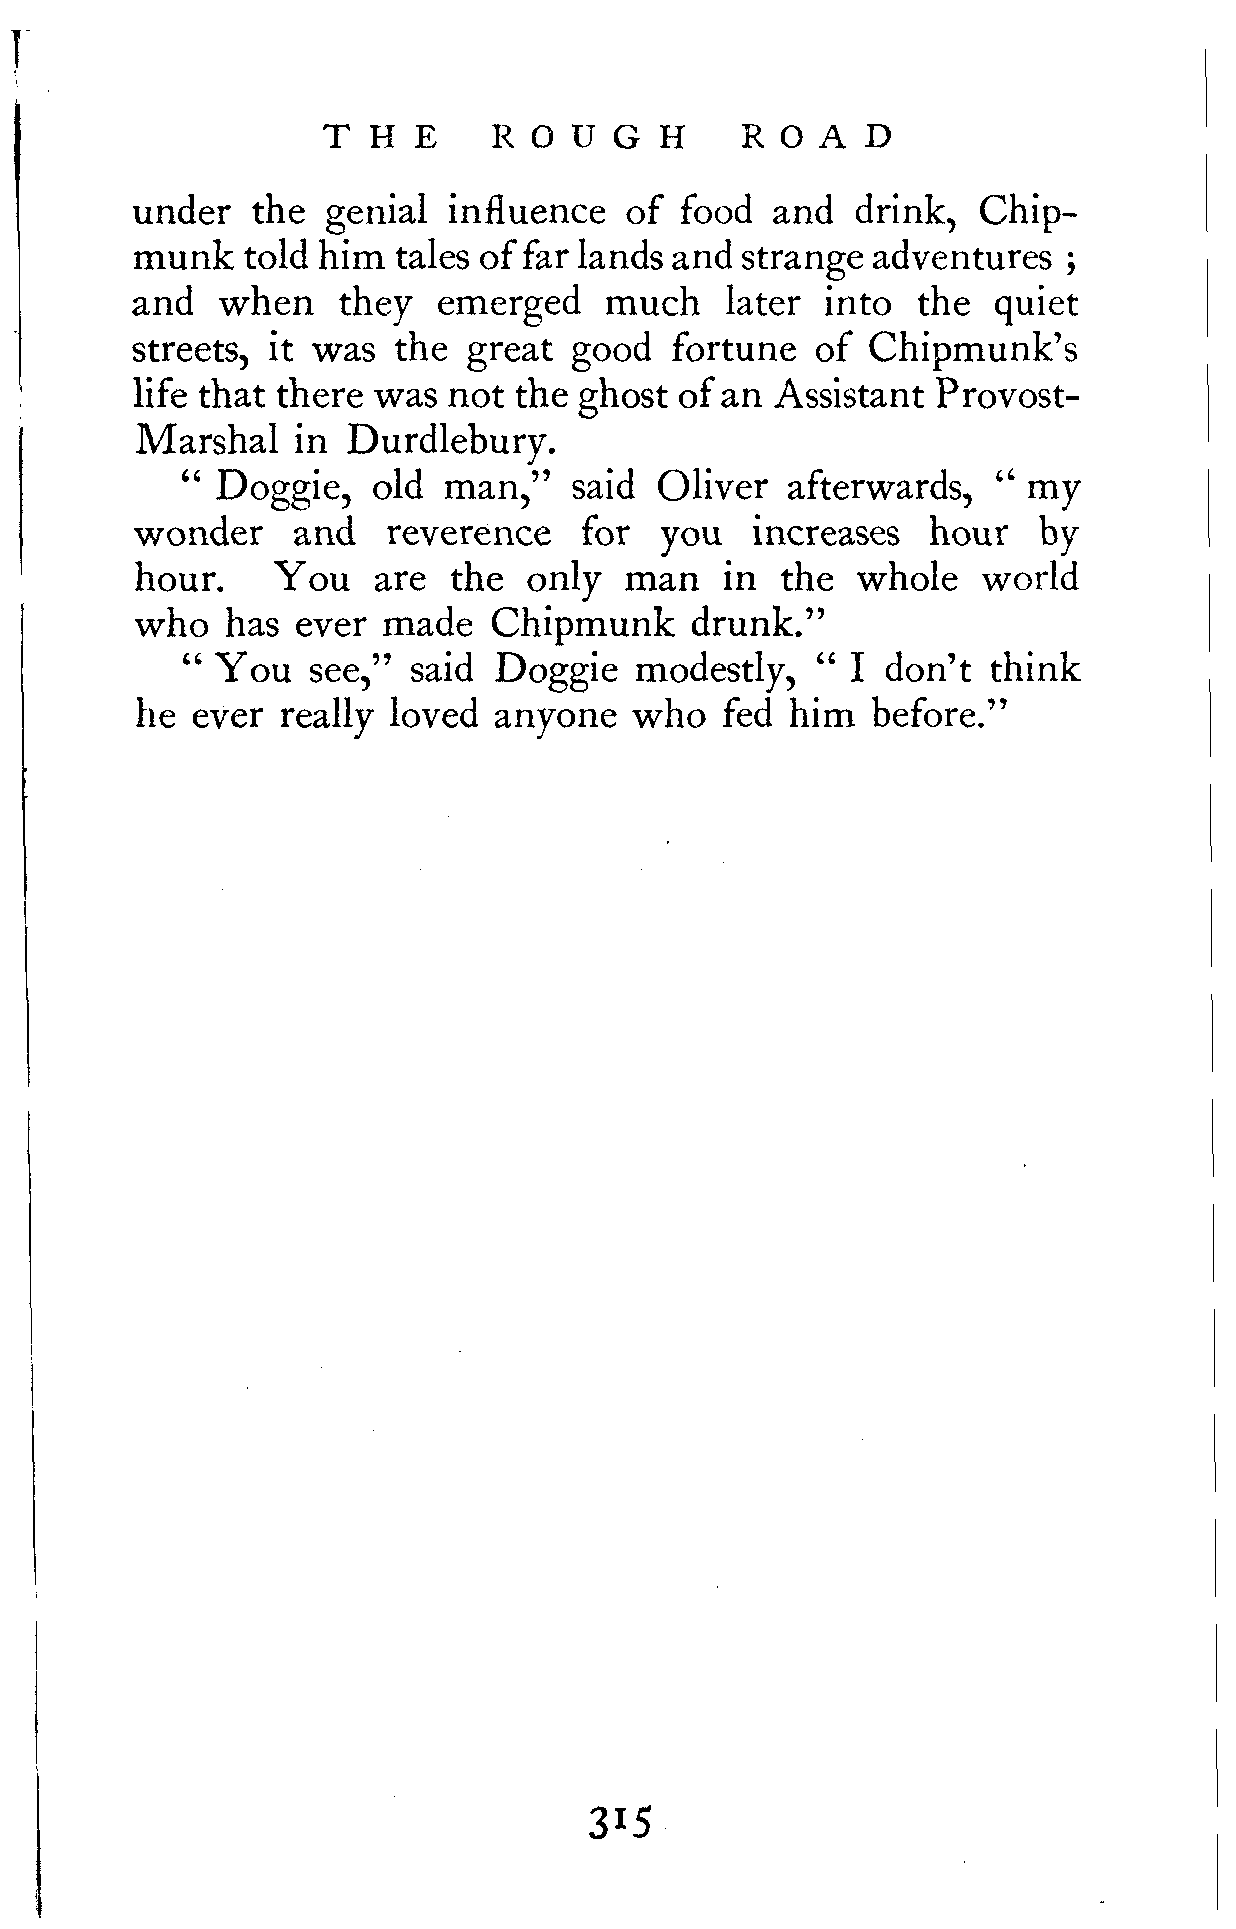 THE ROUGH ROAD
under the genial influence of food and drink, Chip-
munk told him tales of far lands and strange adventures ;
and when they emerged much later into the quiet
streets, it was the great good fortune of Chipmunk's
life that there was not the ghost of an Assistant Provost-
Marshal in Durdlebury.
“ Doggie, old man,” said Oliver afterwards, “ my
wonder and reverence for you increases hour by
hour. You are the only man in the whole world
who has ever made Chipmunk drunk.”
“ You see,” said Doggie modestly, “ I don't think
he ever really loved anyone who fed him before.”
315